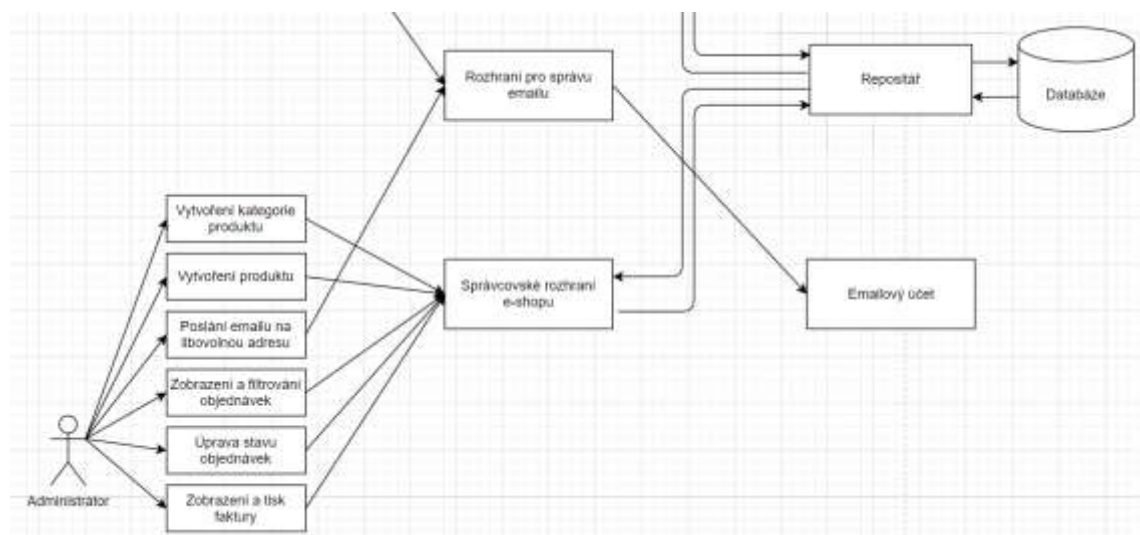 Rozhraní pro správu
emailu
Repositář
Databáze
Vytvoření kategorie
produktu
Vytvoření produktu
Poslání emailu na
libovolnou adresu
Zobrazení a filtrování
objednávek
Úprava stavu
objednávek
Zobrazení a tisk
faktury
Správcovské rozhraní
e-shopu
Emailový účet
Administrátor